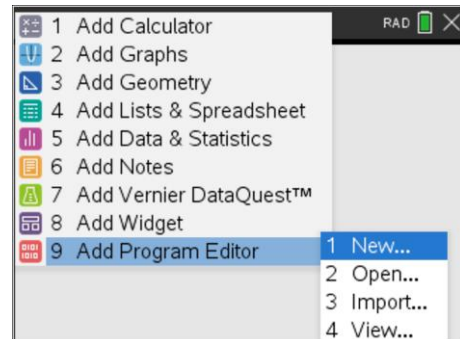 1 Add Calculator
RAD
2 Add Graphs
3 Add Geometry
4 Add Lists & Spreadsheet
5 Add Data & Statistics
6 Add Notes
7 Add Vernier DataQuest™
8 Add Widget
9 Add Program Editor
1 New...
2 Open...
3 Import...
4 View...